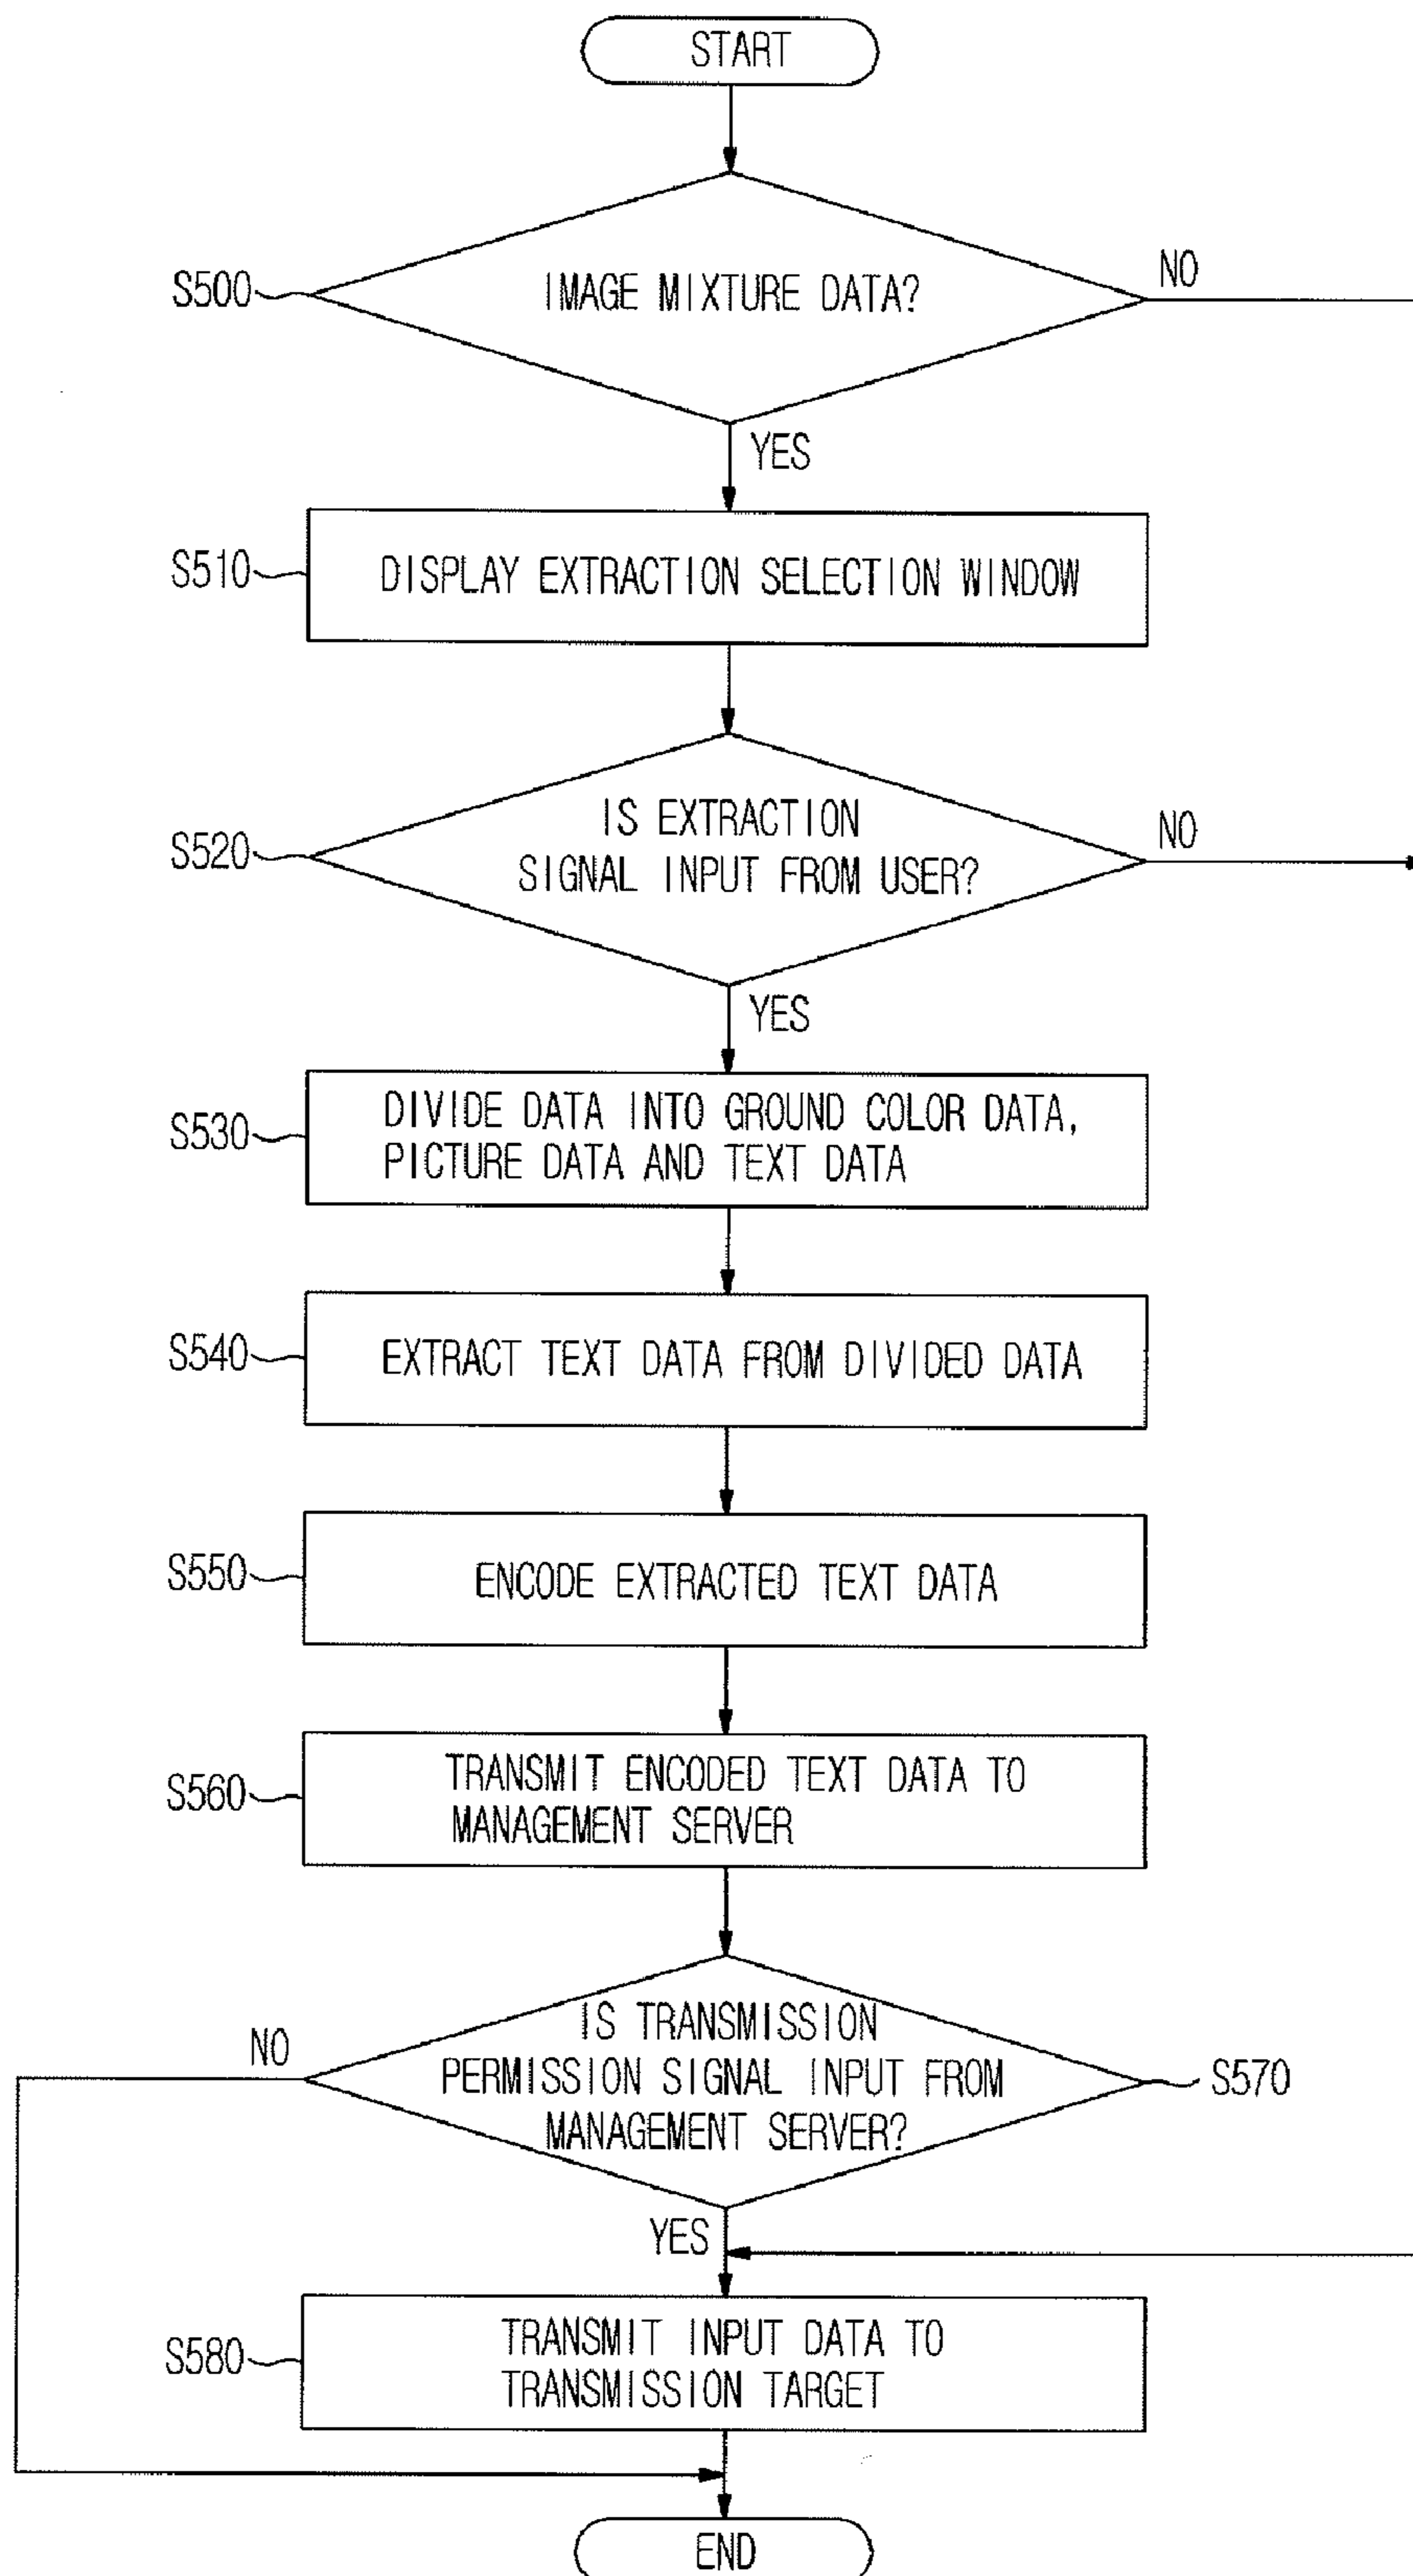 START
S500
IMAGE MIXTURE DATA?
NO
YES
S510
DISPLAY EXTRACTION SELECTION WINDOW
S520
IS EXTRACTION
SIGNAL INPUT FROM USER?
NO
YES
S530
DIVIDE DATA INTO GROUND COLOR DATA,
PICTURE DATA AND TEXT DATA
S540
EXTRACT TEXT DATA FROM DIVIDED DATA
S550
ENCODE EXTRACTED TEXT DATA
S560
TRANSMIT ENCODED TEXT DATA TO
MANAGEMENT SERVER
NO
IS TRANSMISSION
PERMISSION SIGNAL INPUT FROM
MANAGEMENT SERVER?
S570
YES
S580
TRANSMIT INPUT DATA TO
TRANSMISSION TARGET
END